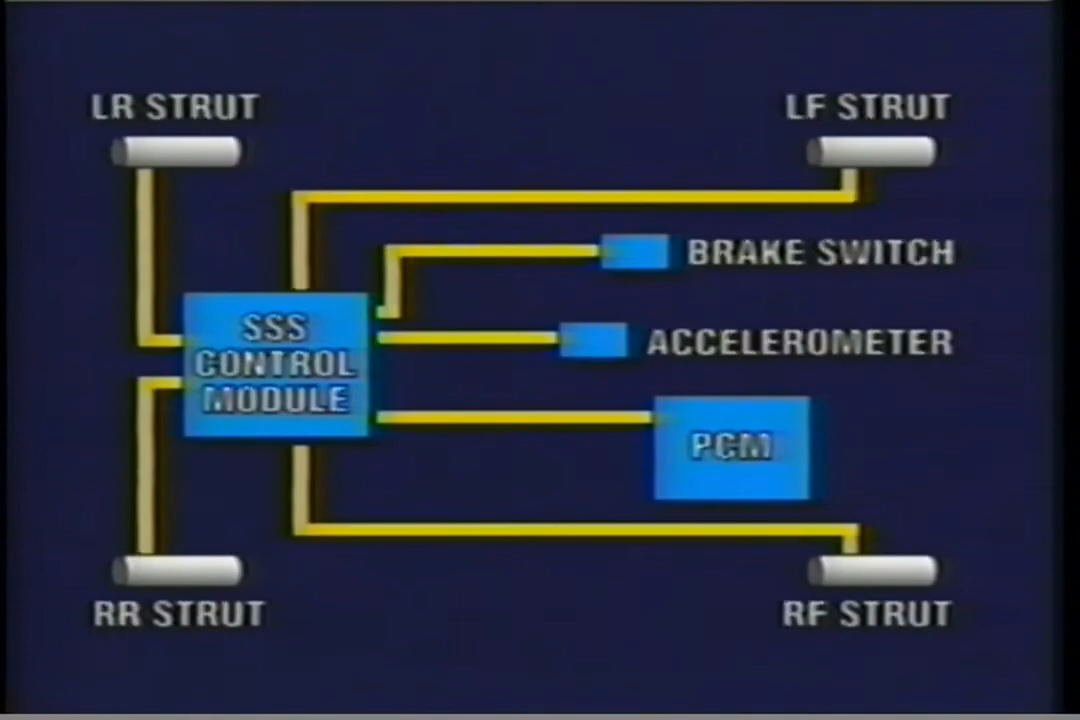 LR STRUT
LF STRUT
BRAKE SWITCH
SSS
CONTROL
MODULE
ACCELEROMETER
PCM
RR STRUT
RF STRUT